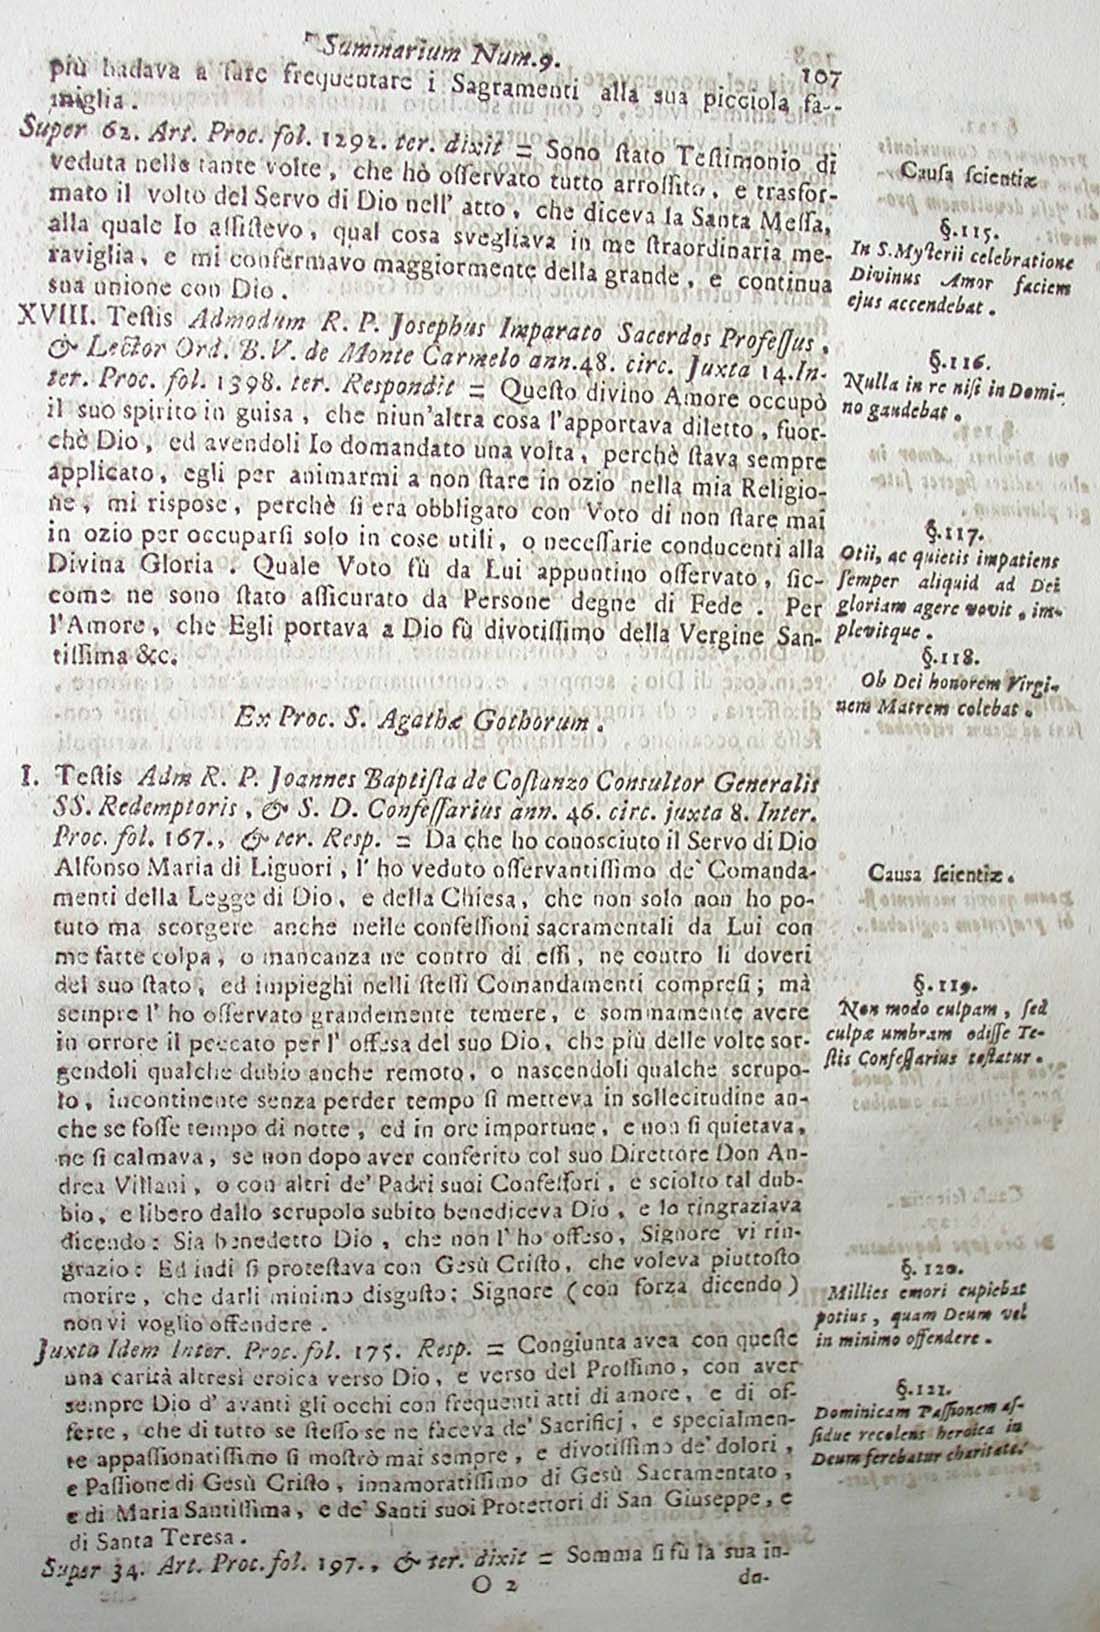 Summarium Num.9.
107
più badava a fare frequentare i Sagramenti alla sua picciola fa-
miglia.
Super 62. Art. Proc. fol. 1292. ter. dixit = Sono ſtato Teſtimonio di
veduta nelle tante volte, che hò oſſervato tutto arroſſito, e trasfor-
mato il volto del Servo di Dio nell' atto, che diceva la Santa Meſſa,
alla quale Io aſſiſtevo, qual cosa svegliava in me ſtraordinaria me-
raviglia, e mi confermavo maggiormente della grande, e continua
sua unione con Dio.
Cauſa ſcientiæ
§.115.
In S.Myſterii celebratione
Divinus Amor faciem
ejus accendebat.
XVIII. Teſtis Admodum R. P. Josephus Imparato Sacerdos Profeſſus,
& Lector Ord. B.V. de Monte Carmelo ann.48. circ. Juxta 14.In-
ter. Proc. fol. 1398. ter. Respondit = Queſto divino Amore occupò
il suo spirito in guisa, che niun'altra cosa l'apportava diletto, fuor-
chè Dio, ed avendoli Io domandato una volta, perchè ſtava sempre
applicato, egli per animarmi a non ſtare in ozio nella mia Religio-
ne, mi rispose, perchè ſi era obbligato con Voto di non ſtare mai
in ozio per occuparſi solo in cose utili, o neceſſarie conducenti alla
Divina Gloria. Quale Voto fù da Lui appuntino oſſervato, sic-
come ne sono ſtato aſſicurato da Persone degne di Fede. Per
l'Amore, che Egli portava a Dio fù divotiſſimo della Vergine San-
tiſſima &c.
§.116.
Nulla in re niſi in Domi-
no gaudebat.
§.117.
Otii, ac quietis impatiens
ſemper aliquid ad Dei
gloriam agere vovit, im-
plevitque.
§.118.
Ob Dei honorem Virgi-
nem Matrem colebat.
Ex Proc. S. Agathæ Gothorum.
I. Teſtis Adm R. P. Joannes Baptiſta de Coſtanzo Consultor Generalis
SS. Redemptoris, & S. D. Confeſſarius ann. 46. circ. juxta 8. Inter.
Proc. fol. 167., & ter. Resp. = Da che ho conosciuto il Servo di Dio
Alfonso Maria di Liguori, l' ho veduto oſſervantiſſimo de' Comanda-
menti della Legge di Dio, e della Chiesa, che non solo non ho po-
tuto ma scorgere anche nelle confeſſioni sacramentali da Lui con
me fatte colpa, o mancanza ne contro di eſſi, ne contro li doveri
del suo ſtato, ed impieghi nelli ſteſſi Comandamenti compreſi; mà
sempre l' ho oſſervato grandemente temere, e sommamente avere
in orrore il peccato per l' offesa del suo Dio, che più delle volte sor-
gendoli qualche dubio anche remoto, o nascendoli qualche scrupo-
lo, incontinente senza perder tempo ſi metteva in sollecitudine an-
che se foſſe tempo di notte, ed in ore importune, e non ſi quietava,
ne ſi calmava, se non dopo aver conferito col suo Direttore Don An-
drea Villani, o con altri de' Padri suoi Confeſſori, e sciolto tal dub-
bio, e libero dallo scrupolo subito benediceva Dio, e lo ringraziava
dicendo: Sia benedetto Dio, che non l' ho offeso, Signore vi rin-
grazio: Ed indi ſi proteſtava con Gesù Criſto, che voleva piuttoſto
morire, che darli minimo disguſto: Signore (con forza dicendo)
non vi voglio offendere.
Causa ſcientiæ.
§.119.
Non modo culpam, ſed
culpæ umbram odiſſe Te-
ſtis Confeſſarius teſtatur.
§. 120.
Millies emori cupiebat
potius, quam Deum vel
in minimo offendere.
Juxta Idem Inter. Proc. fol. 175. Resp. = Congiunta avea con queſte
una carità altresì eroica verso Dio, e verso del Proſſimo, con aver
sempre Dio d' avanti gli occhi con frequenti atti di amore, e di of-
ferte, che di tutto se ſteſſo se ne faceva de' Sacrificj, e specialmen-
te appaſſionatiſſimo ſi moſtrò mai sempre, e divotiſſimo de' dolori,
e Paſſione di Gesù Criſto, innamoratiſſimo di Gesù Sacramentato,
e di Maria Santiſſima, e de' Santi suoi Protettori di San Giuseppe, e
di Santa Teresa.
§.121.
Dominicam Paſſionem aſ-
ſidue recolens heroica in
Deum ferebatur charitate.
Super 34. Art. Proc. fol. 197., & ter. dixit = Somma ſi fù la sua in-
O 2
da-